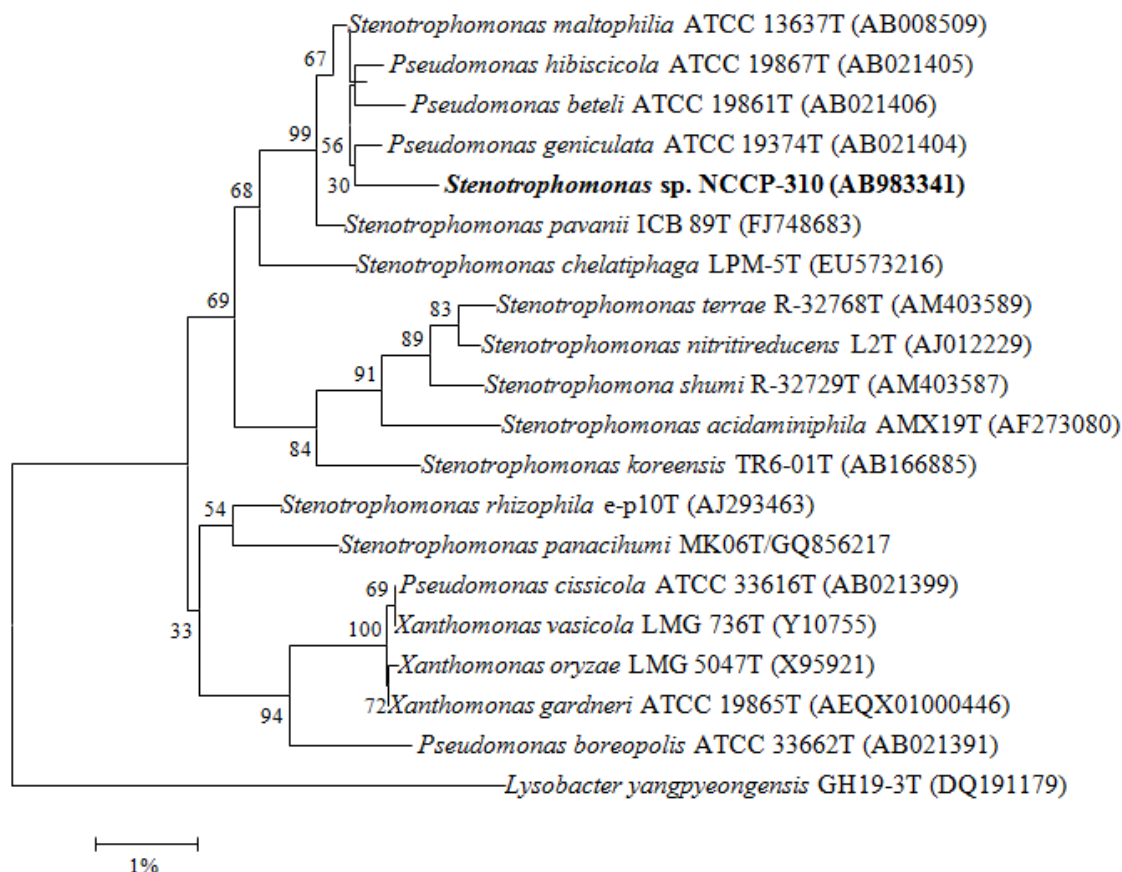 Stenotrophomonas maltophilia ATCC 13637T (AB008509)
67
Pseudomonas hibiscicola ATCC 19867T (AB021405)
Pseudomonas beteli ATCC 19861T (AB021406)
99
56
Pseudomonas geniculata ATCC 19374T (AB021404)
68
30
Stenotrophomonas sp. NCCP-310 (AB983341)
Stenotrophomonas pavanii ICB 89T (FJ748683)
Stenotrophomonas chelatiphaga LPM-5T (EU573216)
69
83
Stenotrophomonas terrae R-32768T (AM403589)
89
Stenotrophomonas nitritireducens L2T (AJ012229)
91
Stenotrophomona shumi R-32729T (AM403587)
Stenotrophomonas acidaminiphila AMX19T (AF273080)
84
Stenotrophomonas koreensis TR6-01T (AB166885)
54
Stenotrophomonas rhizophila e-p10T (AJ293463)
Stenotrophomonas panacihumi MK06T/GQ856217
69
Pseudomonas cissicola ATCC 33616T (AB021399)
33
100
Xanthomonas vasicola LMG 736T (Y10755)
Xanthomonas oryzae LMG 5047T (X95921)
72
Xanthomonas gardneri ATCC 19865T (AEQX01000446)
94
Pseudomonas boreopolis ATCC 33662T (AB021391)
Lysobacter yangpyeongensis GH19-3T (DQ191179)
1%